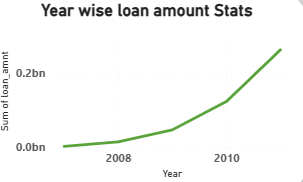 Year wise loan amount Stats
Sum of loan_amnt
0.2bn
0.0bn
2008
2010
Year